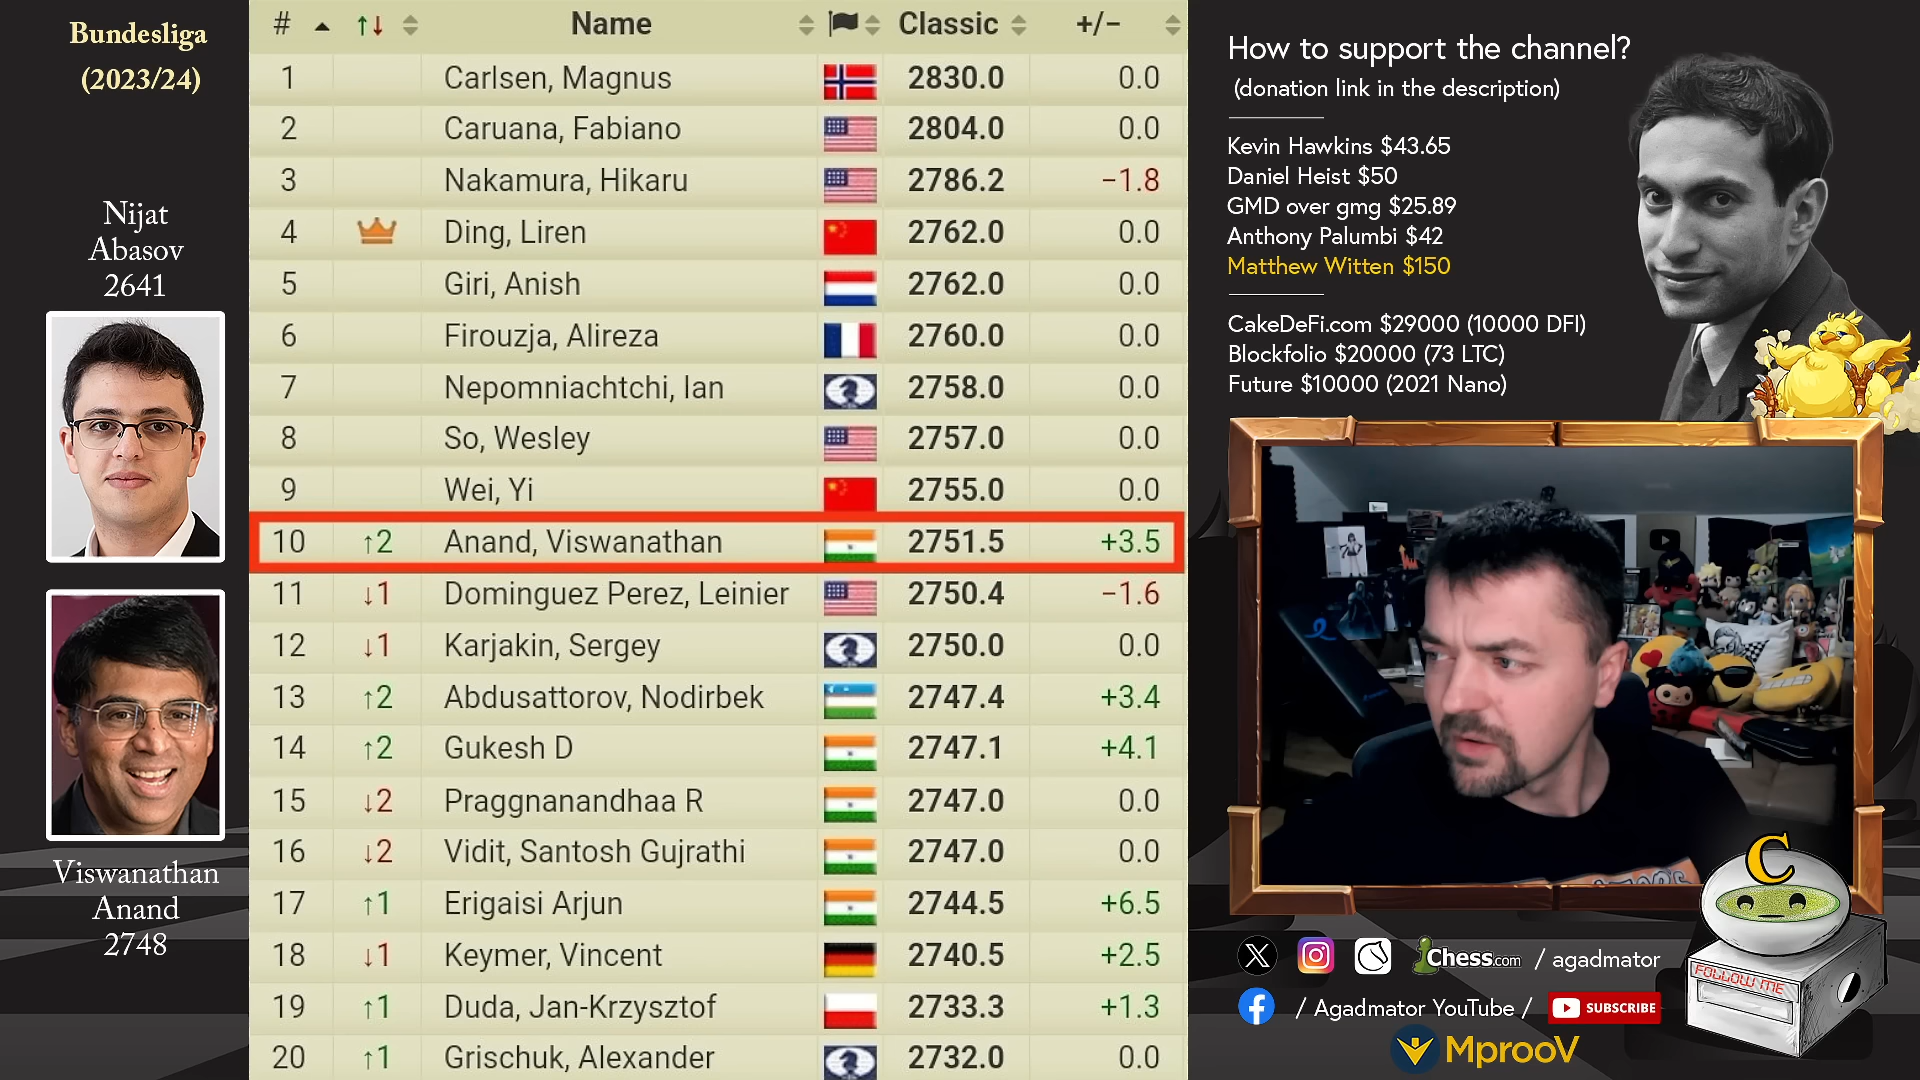 Bundesliga
(2023/24)
Nijat
Abasov
2641
Viswanathan
Anand
2748
# ↑↓ Name Classic +/−
1 Carlsen, Magnus 2830.0 0.0
2 Caruana, Fabiano 2804.0 0.0
3 Nakamura, Hikaru 2786.2 −1.8
4 Ding, Liren 2762.0 0.0
5 Giri, Anish 2762.0 0.0
6 Firouzja, Alireza 2760.0 0.0
7 Nepomniachtchi, Ian 2758.0 0.0
8 So, Wesley 2757.0 0.0
9 Wei, Yi 2755.0 0.0
10 ↑2 Anand, Viswanathan 2751.5 +3.5
11 ↓1 Dominguez Perez, Leinier 2750.4 −1.6
12 ↓1 Karjakin, Sergey 2750.0 0.0
13 ↑2 Abdusattorov, Nodirbek 2747.4 +3.4
14 ↑2 Gukesh D 2747.1 +4.1
15 ↓2 Praggnanandhaa R 2747.0 0.0
16 ↓2 Vidit, Santosh Gujrathi 2747.0 0.0
17 ↑1 Erigaisi Arjun 2744.5 +6.5
18 ↓1 Keymer, Vincent 2740.5 +2.5
19 ↑1 Duda, Jan-Krzysztof 2733.3 +1.3
20 ↑1 Grischuk, Alexander 2732.0 0.0
How to support the channel?
(donation link in the description)
Kevin Hawkins $43.65
Daniel Heist $50
GMD over gmg $25.89
Anthony Palumbi $42
Matthew Witten $150
CakeDeFi.com $29000 (10000 DFI)
Blockfolio $20000 (73 LTC)
Future $10000 (2021 Nano)
C
FOLLOW ME
Chess.com / agadmator
/ Agadmator YouTube / SUBSCRIBE
MprooV